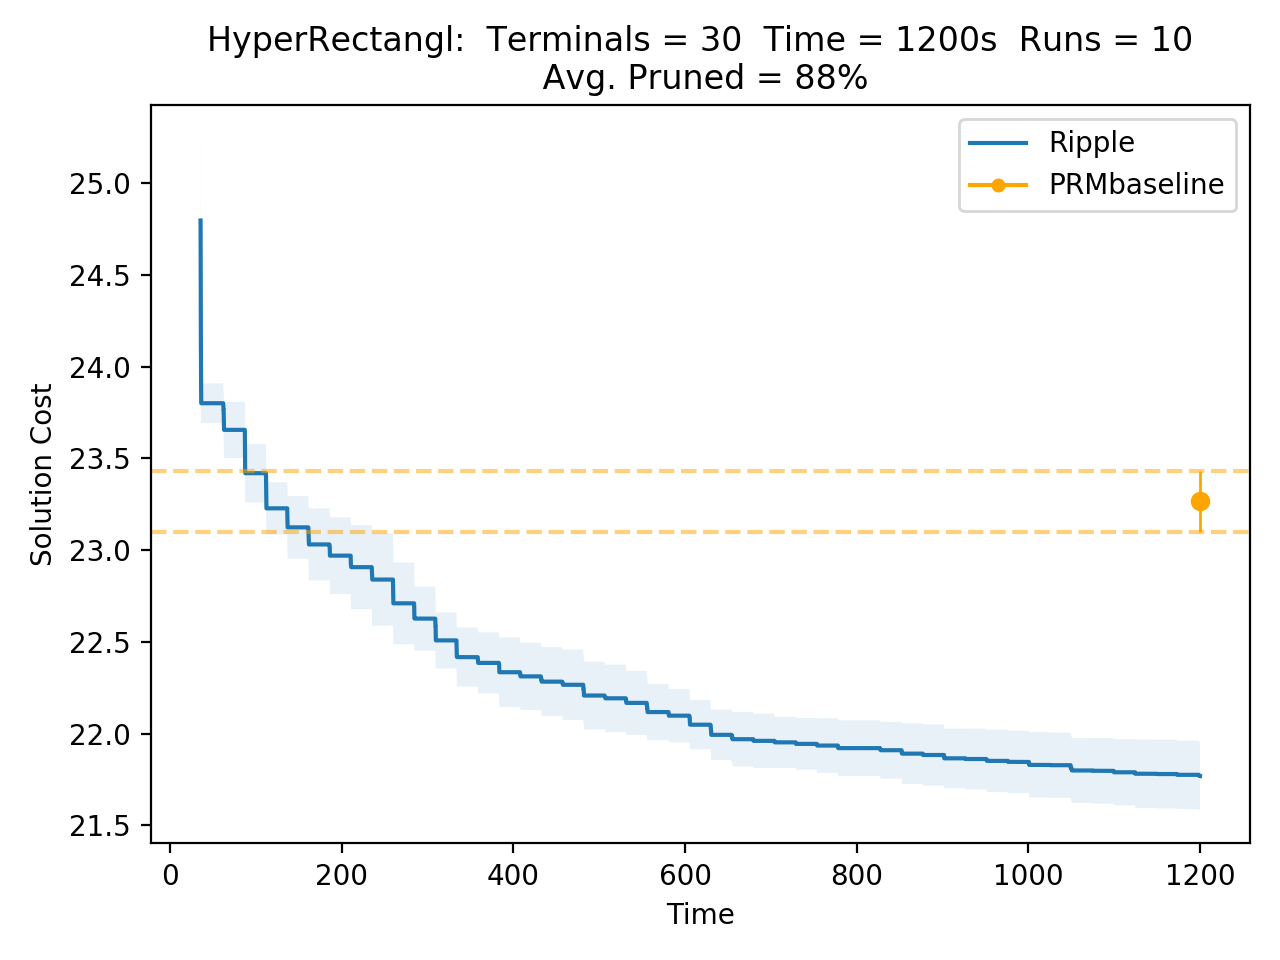 HyperRectangl: Terminals = 30 Time = 1200s Runs = 10
Avg. Pruned = 88%
Ripple
PRMbaseline
25.0
24.5
24.0
23.5
23.0
22.5
22.0
21.5
Solution Cost
0 200 400 600 800 1000 1200
Time